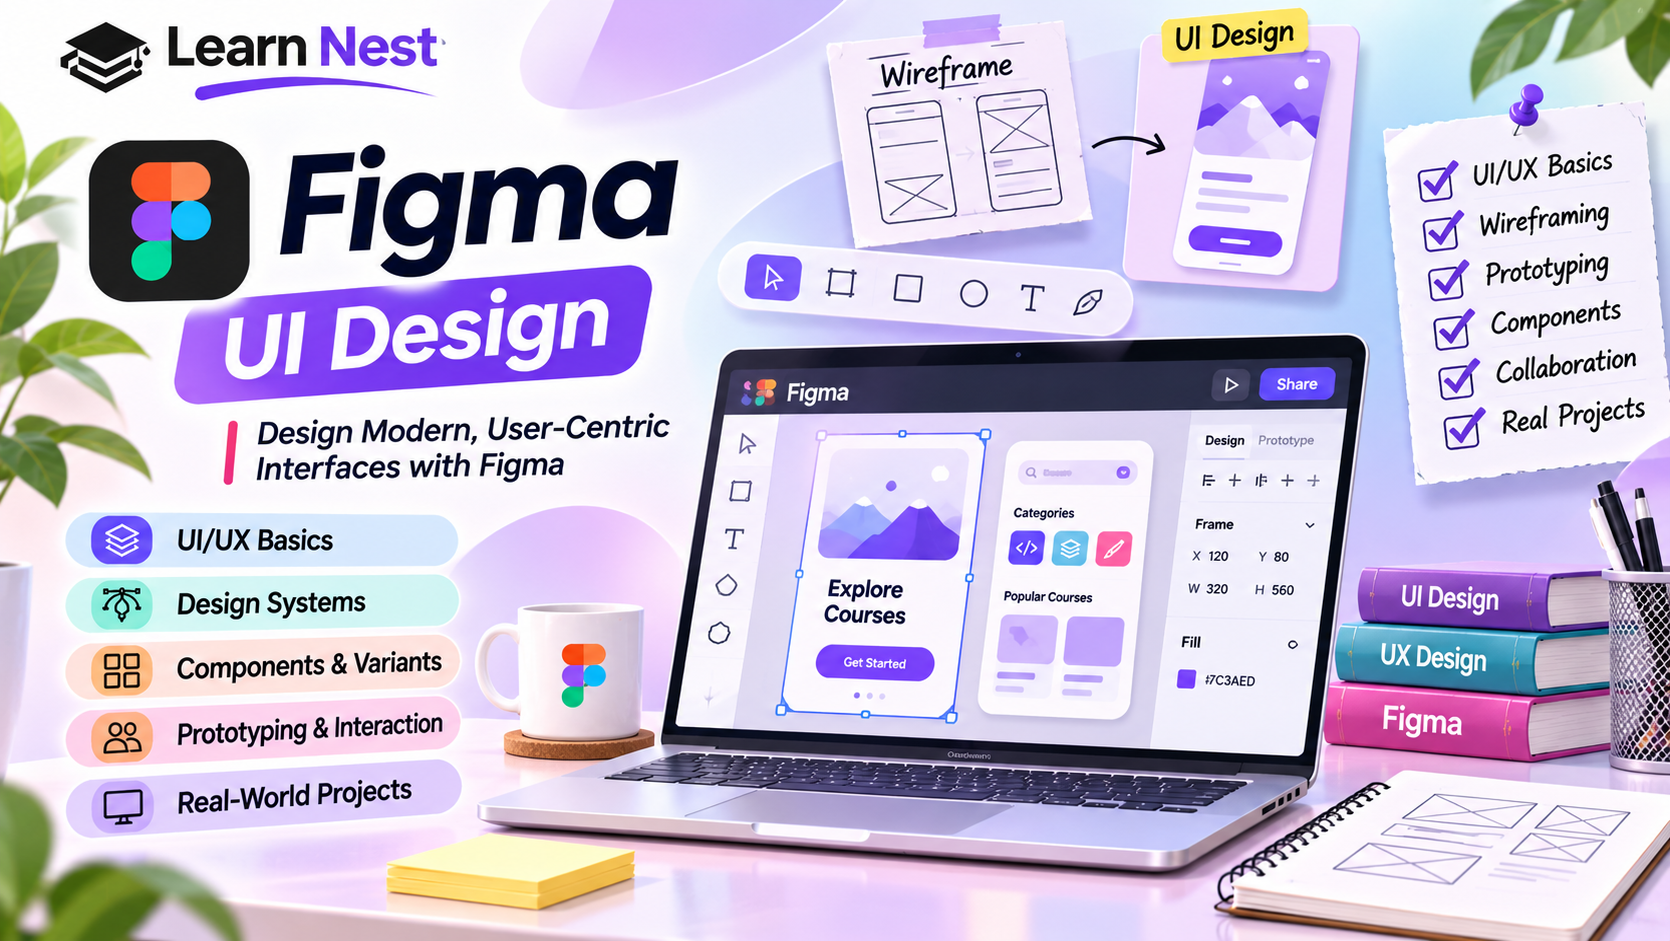 Learn Nest
Figma
UI Design
Design Modern, User-Centric
Interfaces with Figma
UI/UX Basics
Design Systems
Components & Variants
Prototyping & Interaction
Real-World Projects
Wireframe
UI Design
UI/UX Basics
Wireframing
Prototyping
Components
Collaboration
Real Projects
T
Figma
Share
T
Explore
Courses
Get Started
Categories
</>
Popular Courses
Design Prototype
Frame
X 120 Y 80
W 320 H 560
Fill
#7C3AED
UI Design
UX Design
Figma